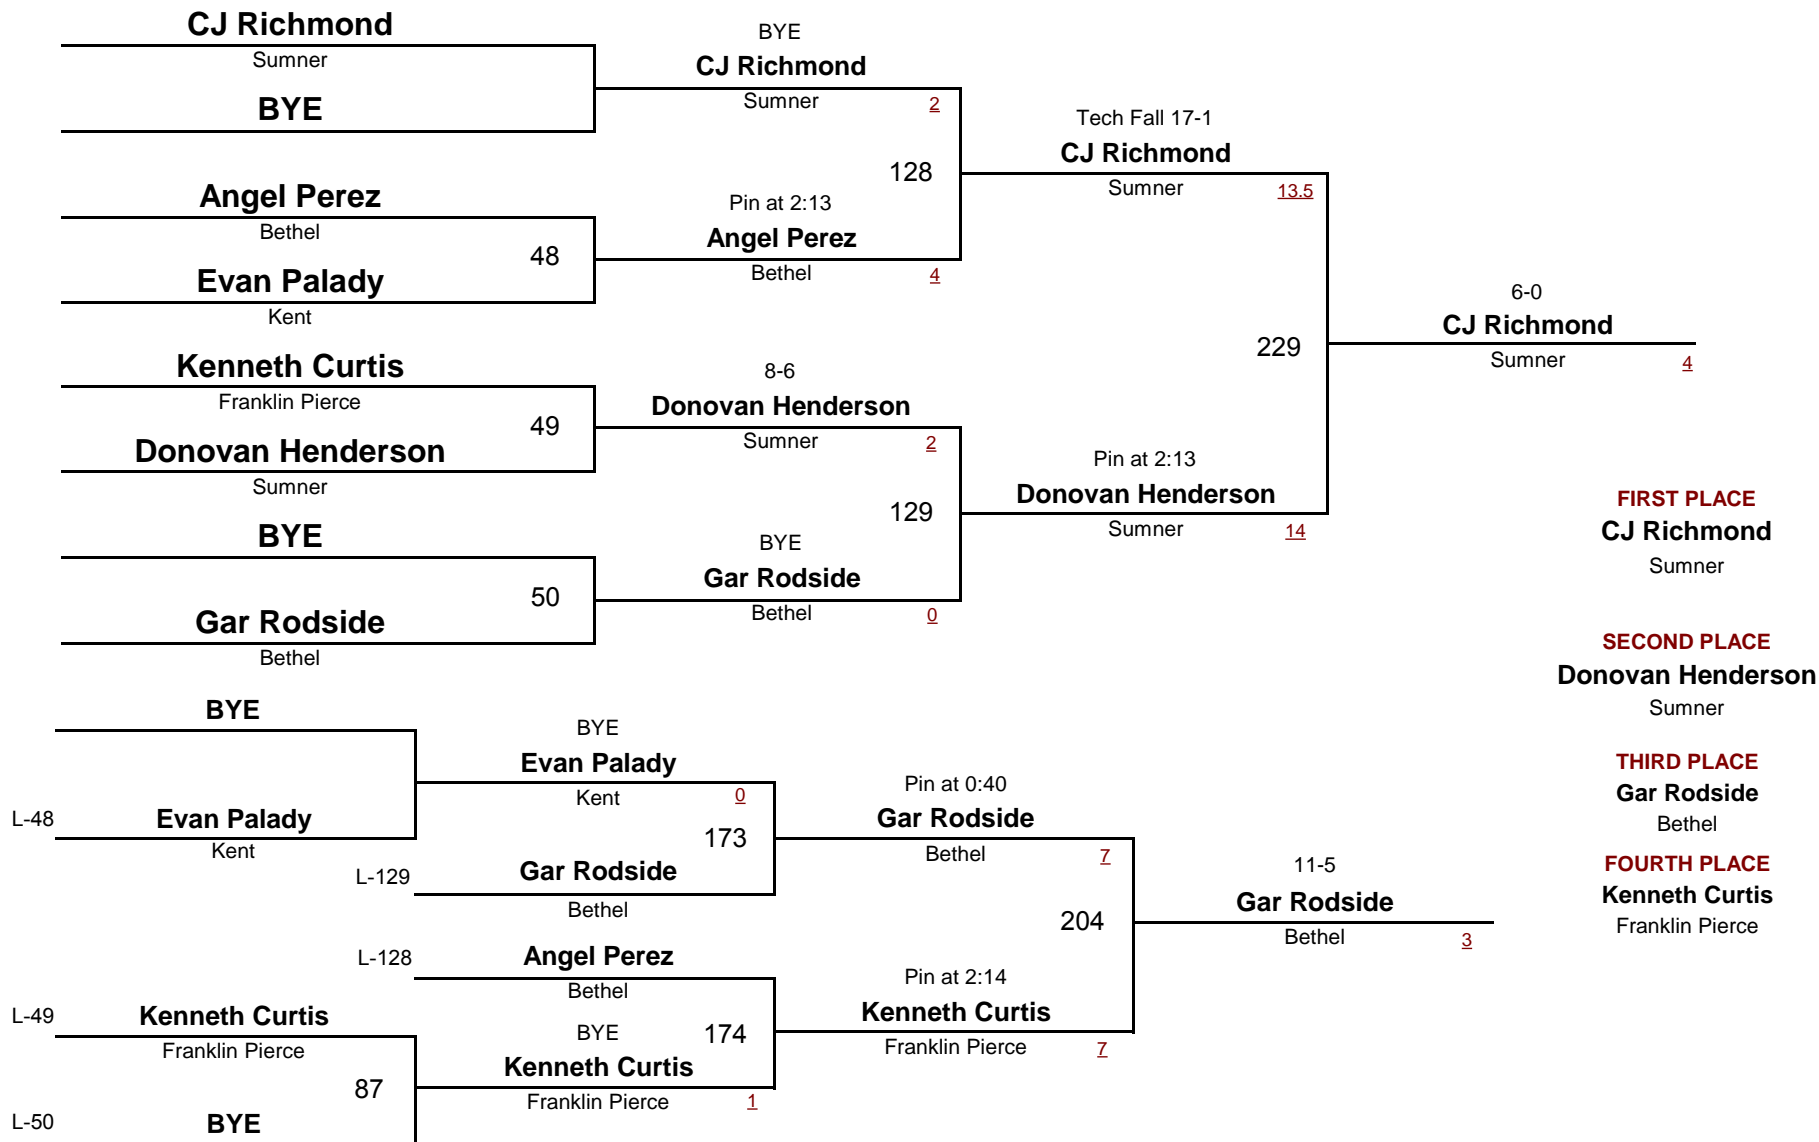 CJ Richmond
Sumner
BYE
Angel Perez
Bethel
48
Evan Palady
Kent
Kenneth Curtis
Franklin Pierce
49
Donovan Henderson
Sumner
BYE
50
Gar Rodside
Bethel
BYE
CJ Richmond
Sumner 2
128
Pin at 2:13
Angel Perez
Bethel 4
8-6
Donovan Henderson
Sumner 2
129
BYE
Gar Rodside
Bethel 0
Tech Fall 17-1
CJ Richmond
Sumner 13.5
229
Pin at 2:13
Donovan Henderson
Sumner 14
6-0
CJ Richmond
Sumner 4
FIRST PLACE
CJ Richmond
Sumner
SECOND PLACE
Donovan Henderson
Sumner
THIRD PLACE
Gar Rodside
Bethel
FOURTH PLACE
Kenneth Curtis
Franklin Pierce
BYE
L-48 Evan Palady
Kent
BYE
Evan Palady
Kent 0
173
L-129 Gar Rodside
Bethel
L-128 Angel Perez
Bethel
L-49 Kenneth Curtis
Franklin Pierce
87
L-50 BYE
BYE 174
Kenneth Curtis
Franklin Pierce 1
Pin at 0:40
Gar Rodside
Bethel 7
204
Pin at 2:14
Kenneth Curtis
Franklin Pierce 7
11-5
Gar Rodside
Bethel 3